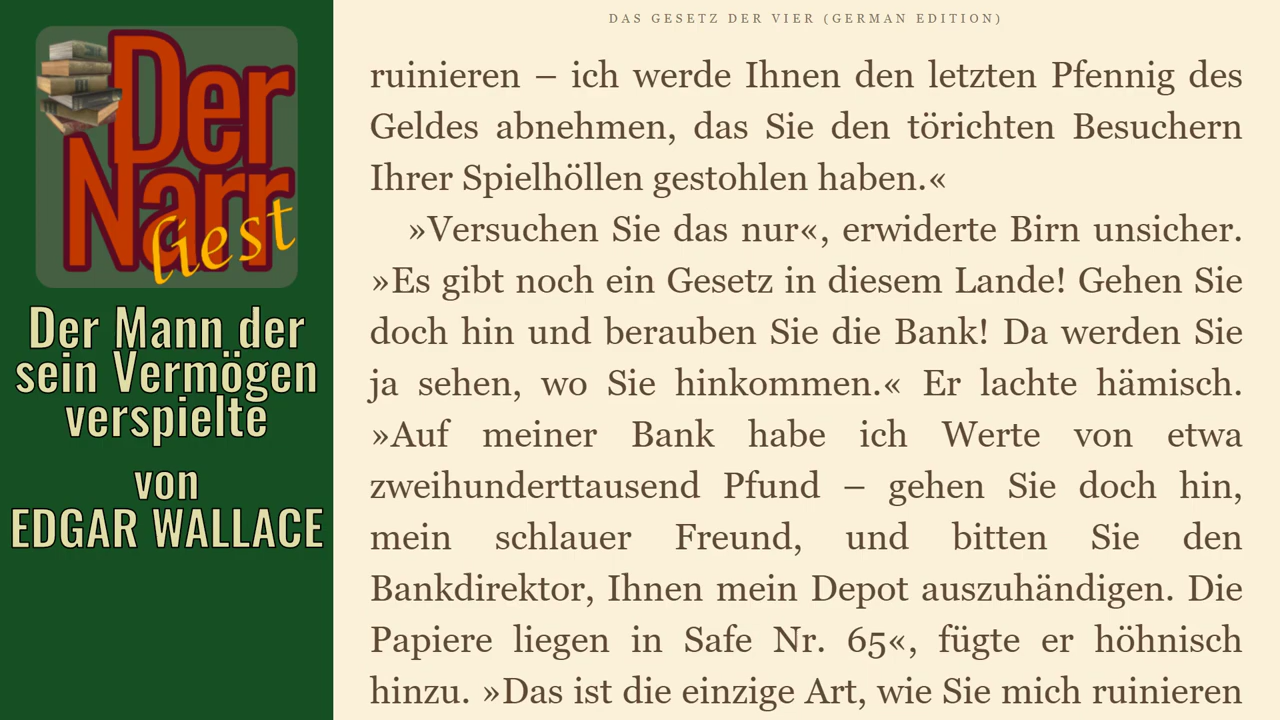 Der
Narr
liest
Der Mann der
sein Vermögen
verspielte
von
EDGAR WALLACE
DAS GESETZ DER VIER (GERMAN EDITION)
ruinieren – ich werde Ihnen den letzten Pfennig des
Geldes abnehmen, das Sie den törichten Besuchern
Ihrer Spielhöllen gestohlen haben.«
»Versuchen Sie das nur«, erwiderte Birn unsicher.
»Es gibt noch ein Gesetz in diesem Lande! Gehen Sie
doch hin und berauben Sie die Bank! Da werden Sie
ja sehen, wo Sie hinkommen.« Er lachte hämisch.
»Auf meiner Bank habe ich Werte von etwa
zweihunderttausend Pfund – gehen Sie doch hin,
mein schlauer Freund, und bitten Sie den
Bankdirektor, Ihnen mein Depot auszuhändigen. Die
Papiere liegen in Safe Nr. 65«, fügte er höhnisch
hinzu. »Das ist die einzige Art, wie Sie mich ruinieren